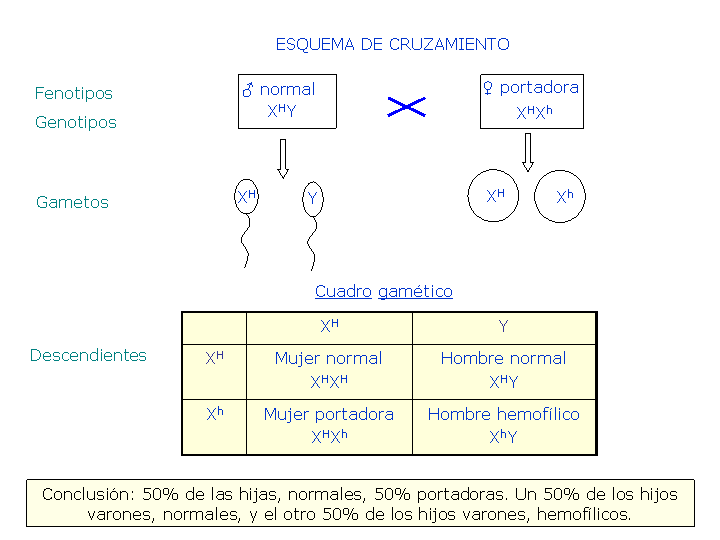 ESQUEMA DE CRUZAMIENTO
Fenotipos
♂ normal
♀ portadora
Genotipos
XᴴY
XᴴXʰ
Gametos
Xᴴ
Y
Xᴴ
Xʰ
Cuadro gamético
Xᴴ Y
Descendientes
Xᴴ Mujer normal Hombre normal
XᴴXᴴ XᴴY
Xʰ Mujer portadora Hombre hemofílico
XᴴXʰ XʰY
Conclusión: 50% de las hijas, normales, 50% portadoras. Un 50% de los hijos
varones, normales, y el otro 50% de los hijos varones, hemofílicos.